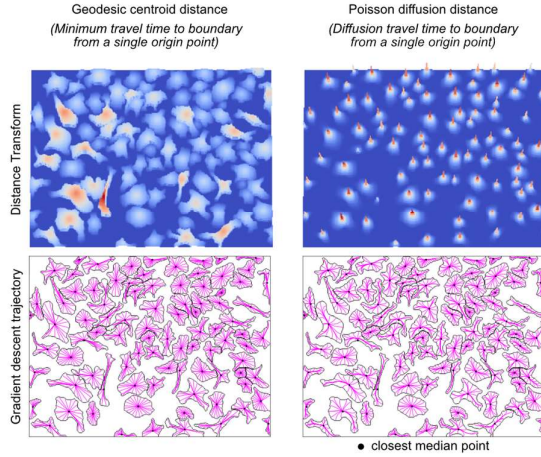 Geodesic centroid distance
(Minimum travel time to boundary
from a single origin point)
Poisson diffusion distance
(Diffusion travel time to boundary
from a single origin point)
Distance Transform
Gradient descent trajectory
closest median point